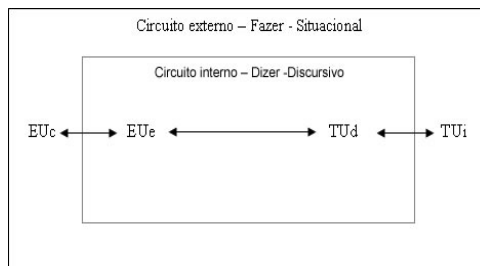 Circuito externo – Fazer - Situacional
Circuito interno – Dizer -Discursivo
EUc EUe TUd TUi